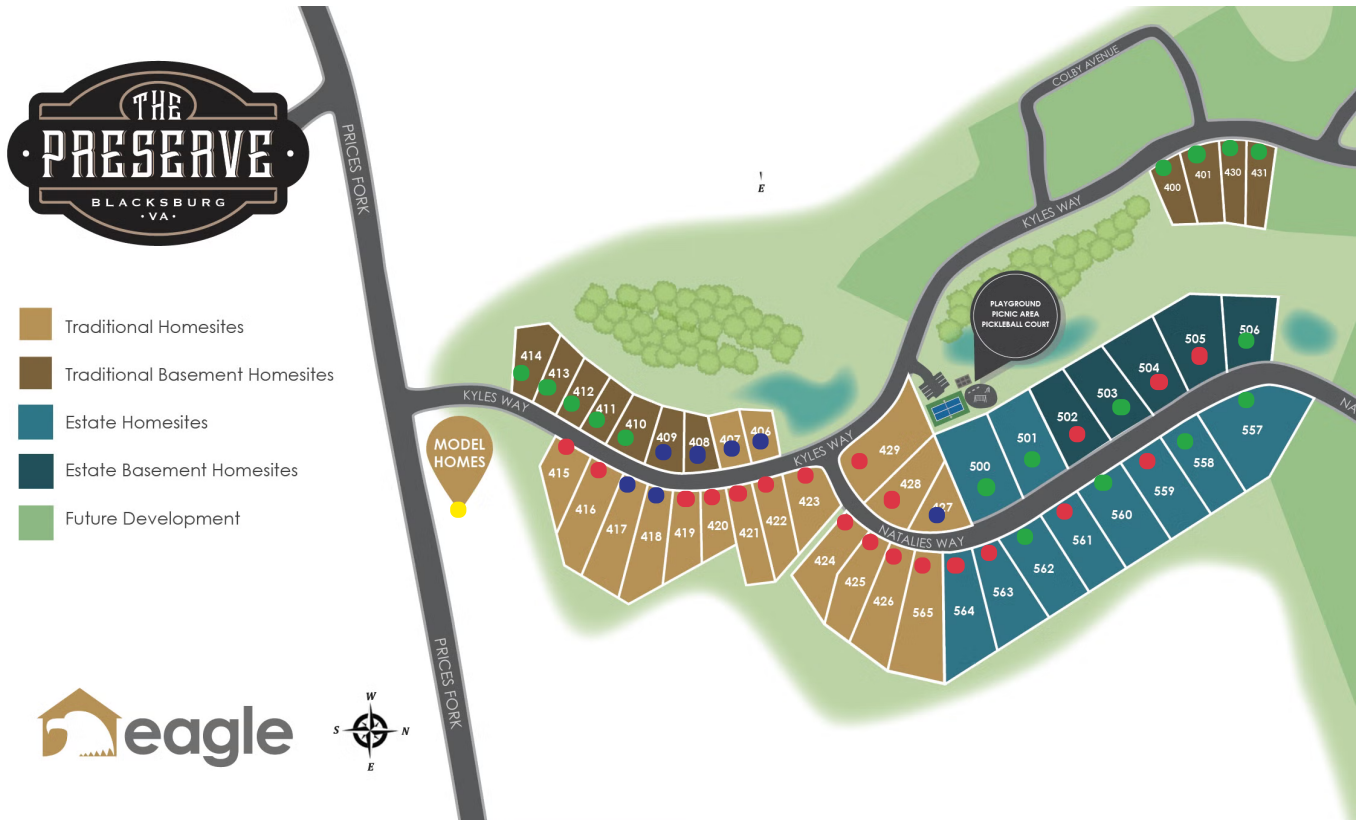 THE
PRESERVE
BLACKSBURG
• VA •
Traditional Homesites
Traditional Basement Homesites
Estate Homesites
Estate Basement Homesites
Future Development
eagle
W
S
N
E
PRICES FORK
PRICES FORK
MODEL
HOMES
KYLES WAY
KYLES WAY
KYLES WAY
COLBY AVENUE
NATALIES WAY
NA
E
PLAYGROUND
PICNIC AREA
PICKLEBALL COURT
400
401
430
431
414
413
412
411
410
409
408
407
406
415
416
417
418
419
420
421
422
423
429
428
427
424
425
426
565
500
501
502
503
504
505
506
564
563
562
561
560
559
558
557